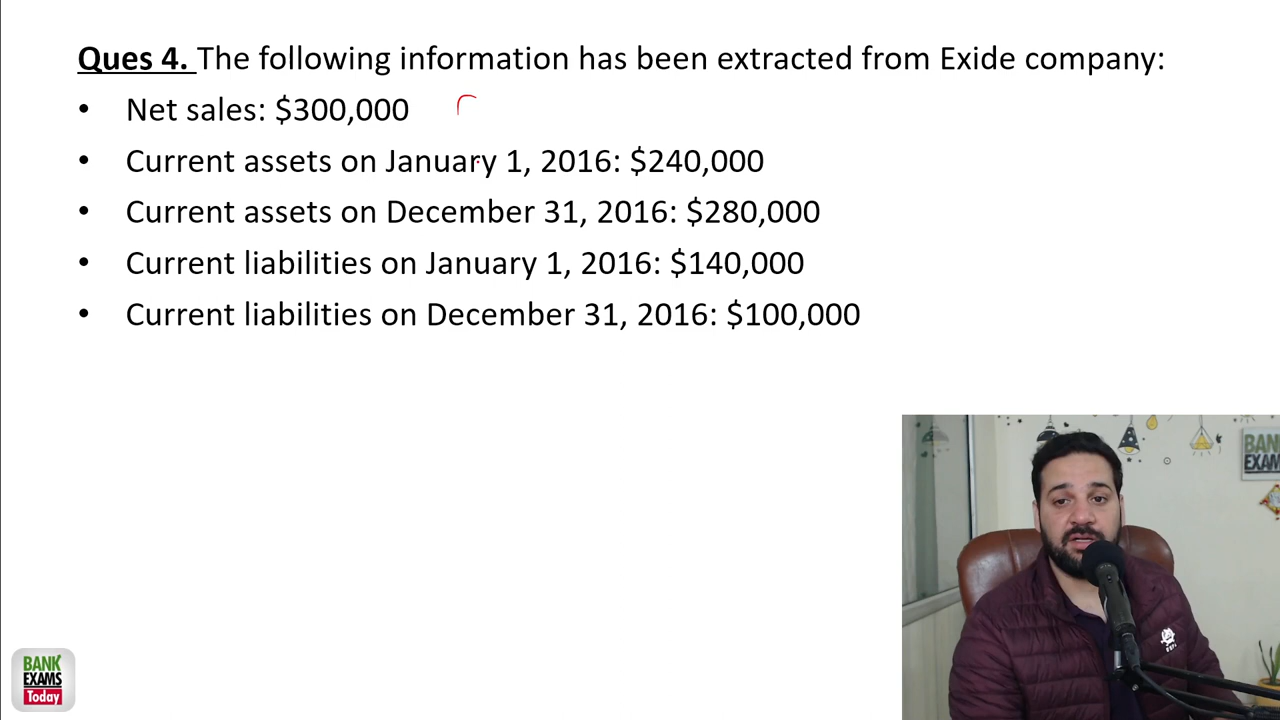 Ques 4. The following information has been extracted from Exide company:
• Net sales: $300,000
• Current assets on January 1, 2016: $240,000
• Current assets on December 31, 2016: $280,000
• Current liabilities on January 1, 2016: $140,000
• Current liabilities on December 31, 2016: $100,000
BAN
EXAM
BANK
EXAMS
Today